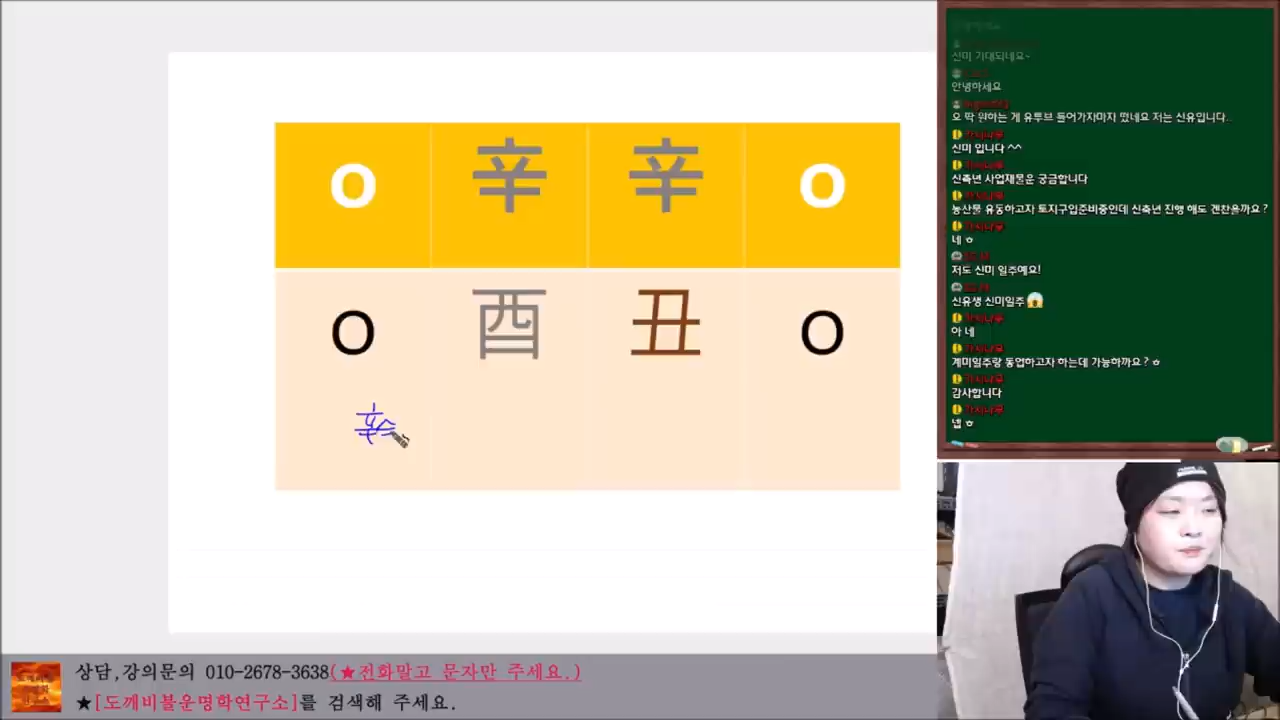 O 辛 辛 O
O 酉 丑 O
辛
신미 기대되네요~
안녕하세요
오 딱 원하는 게 유투브 들어가자마자 떴네요 저는 신유입니다..
신미 입니다 ^^
신축년 사업재물운 궁금합니다
농산물 유동하고자 토지구입준비중인데 신축년 진행 해도 겐찬을까요 ?
네 ㅎ
저도 신미 일주예요!
신유생 신미일주 😱
아 네
계미일주랑 동업하고자 하는데 가능하까요 ? ㅎ
감사합니다
넵 ㅎ
상담,강의문의 010-2678-3638(★전화말고 문자만 주세요.)
★[도깨비불운명학연구소]를 검색해 주세요.